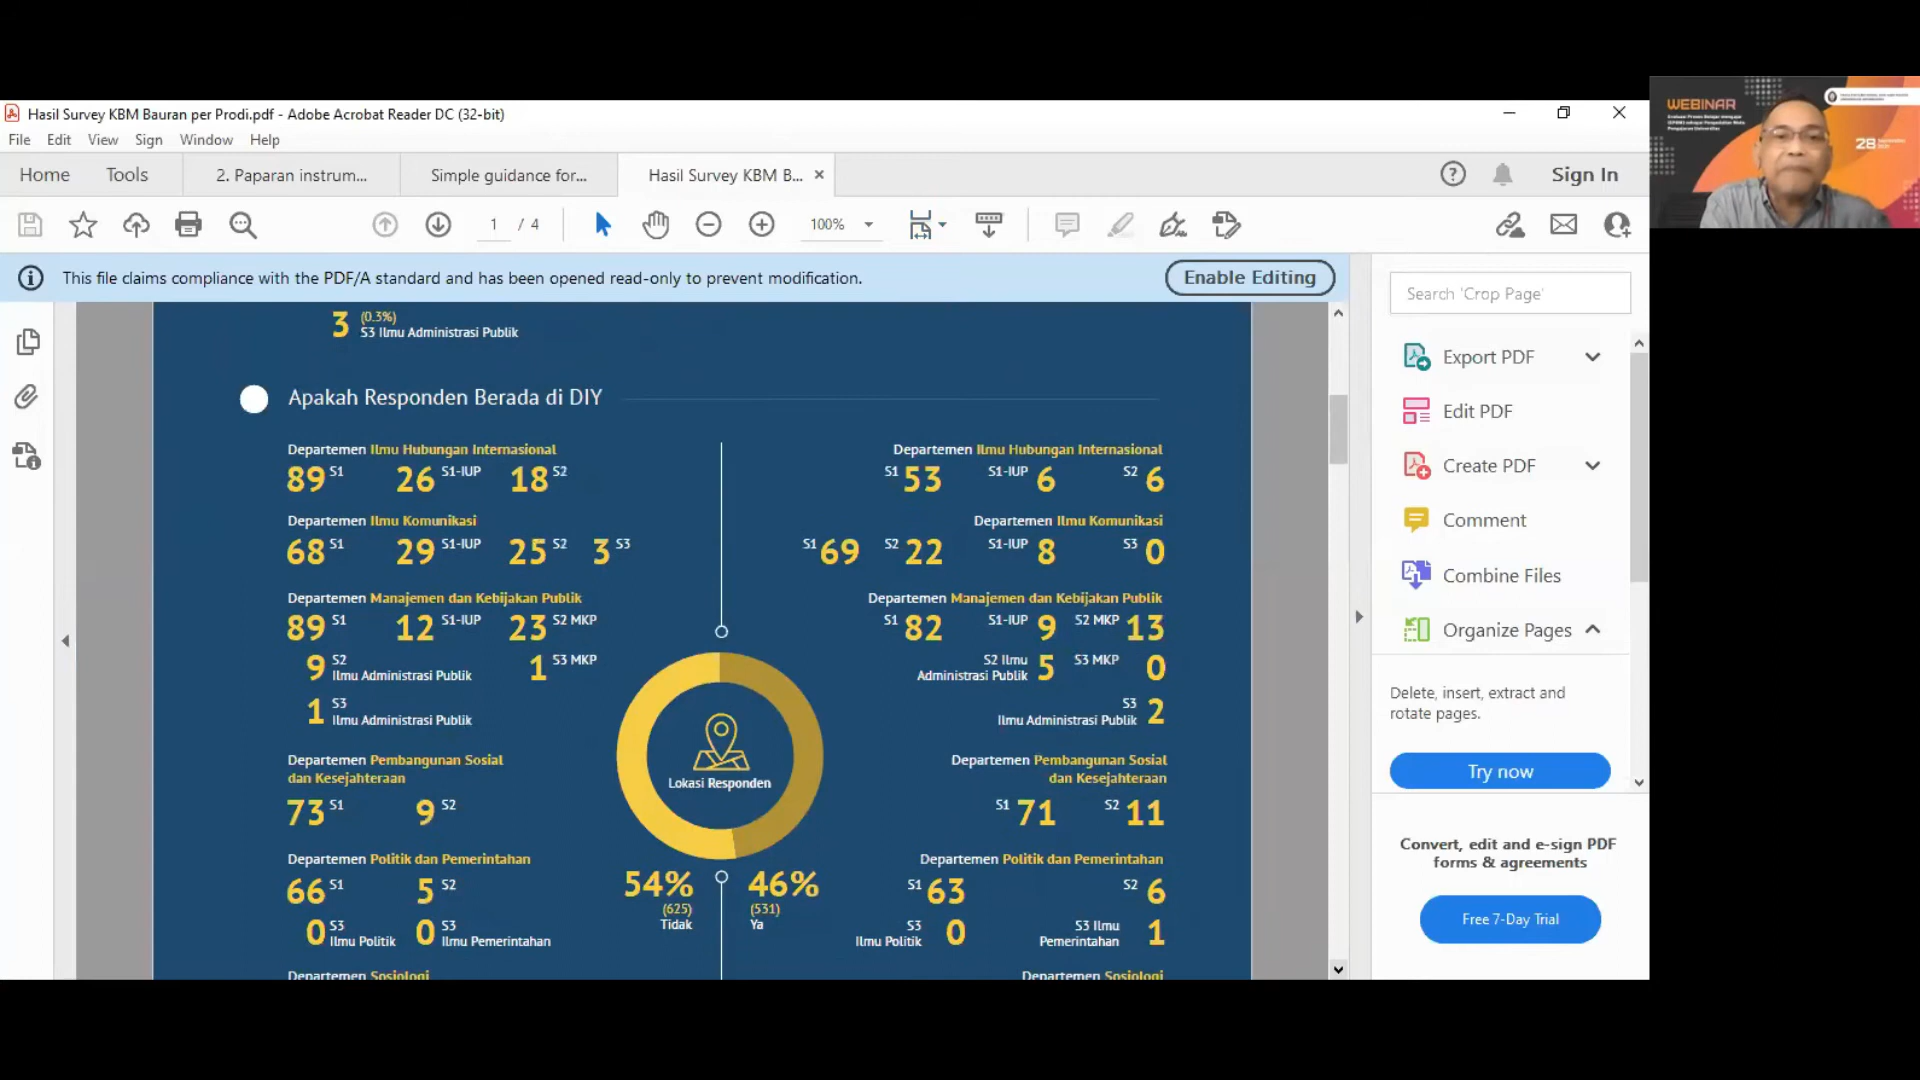 Hasil Survey KBM Bauran per Prodi.pdf - Adobe Acrobat Reader DC (32-bit)
File Edit View Sign Window Help
Home Tools 2. Paparan instrum... Simple guidance for... Hasil Survey KBM B... Sign In
1 / 4 100%
This file claims compliance with the PDF/A standard and has been opened read-only to prevent modification. Enable Editing
3 (0.3%)
S3 Ilmu Administrasi Publik
Apakah Responden Berada di DIY
Departemen Ilmu Hubungan Internasional
89 S1 26 S1-IUP 18 S2
Departemen Ilmu Komunikasi
68 S1 29 S1-IUP 25 S2 3 S3
Departemen Manajemen dan Kebijakan Publik
89 S1 12 S1-IUP 23 S2 MKP
9 S2 Ilmu Administrasi Publik 1 S3 MKP
1 S3 Ilmu Administrasi Publik
Departemen Pembangunan Sosial
dan Kesejahteraan
73 S1 9 S2
Departemen Politik dan Pemerintahan
66 S1 5 S2
0 S3 Ilmu Politik 0 S3 Ilmu Pemerintahan
Departemen Sosiologi
Lokasi Responden
54% (625) Tidak
46% (531) Ya
Departemen Ilmu Hubungan Internasional
S1 53 S1-IUP 6 S2 6
Departemen Ilmu Komunikasi
S1 69 S2 22 S1-IUP 8 S3 0
Departemen Manajemen dan Kebijakan Publik
S1 82 S1-IUP 9 S2 MKP 13
S2 Ilmu Administrasi Publik 5 S3 MKP 0
S3 Ilmu Administrasi Publik 2
Departemen Pembangunan Sosial
dan Kesejahteraan
S1 71 S2 11
Departemen Politik dan Pemerintahan
S1 63 S2 6
S3 Ilmu Politik 0 S3 Ilmu Pemerintahan 1
Departemen Sosiologi
Search 'Crop Page'
Export PDF
Edit PDF
Create PDF
Comment
Combine Files
Organize Pages
Delete, insert, extract and
rotate pages.
Try now
Convert, edit and e-sign PDF
forms & agreements
Free 7-Day Trial
WEBINAR
28